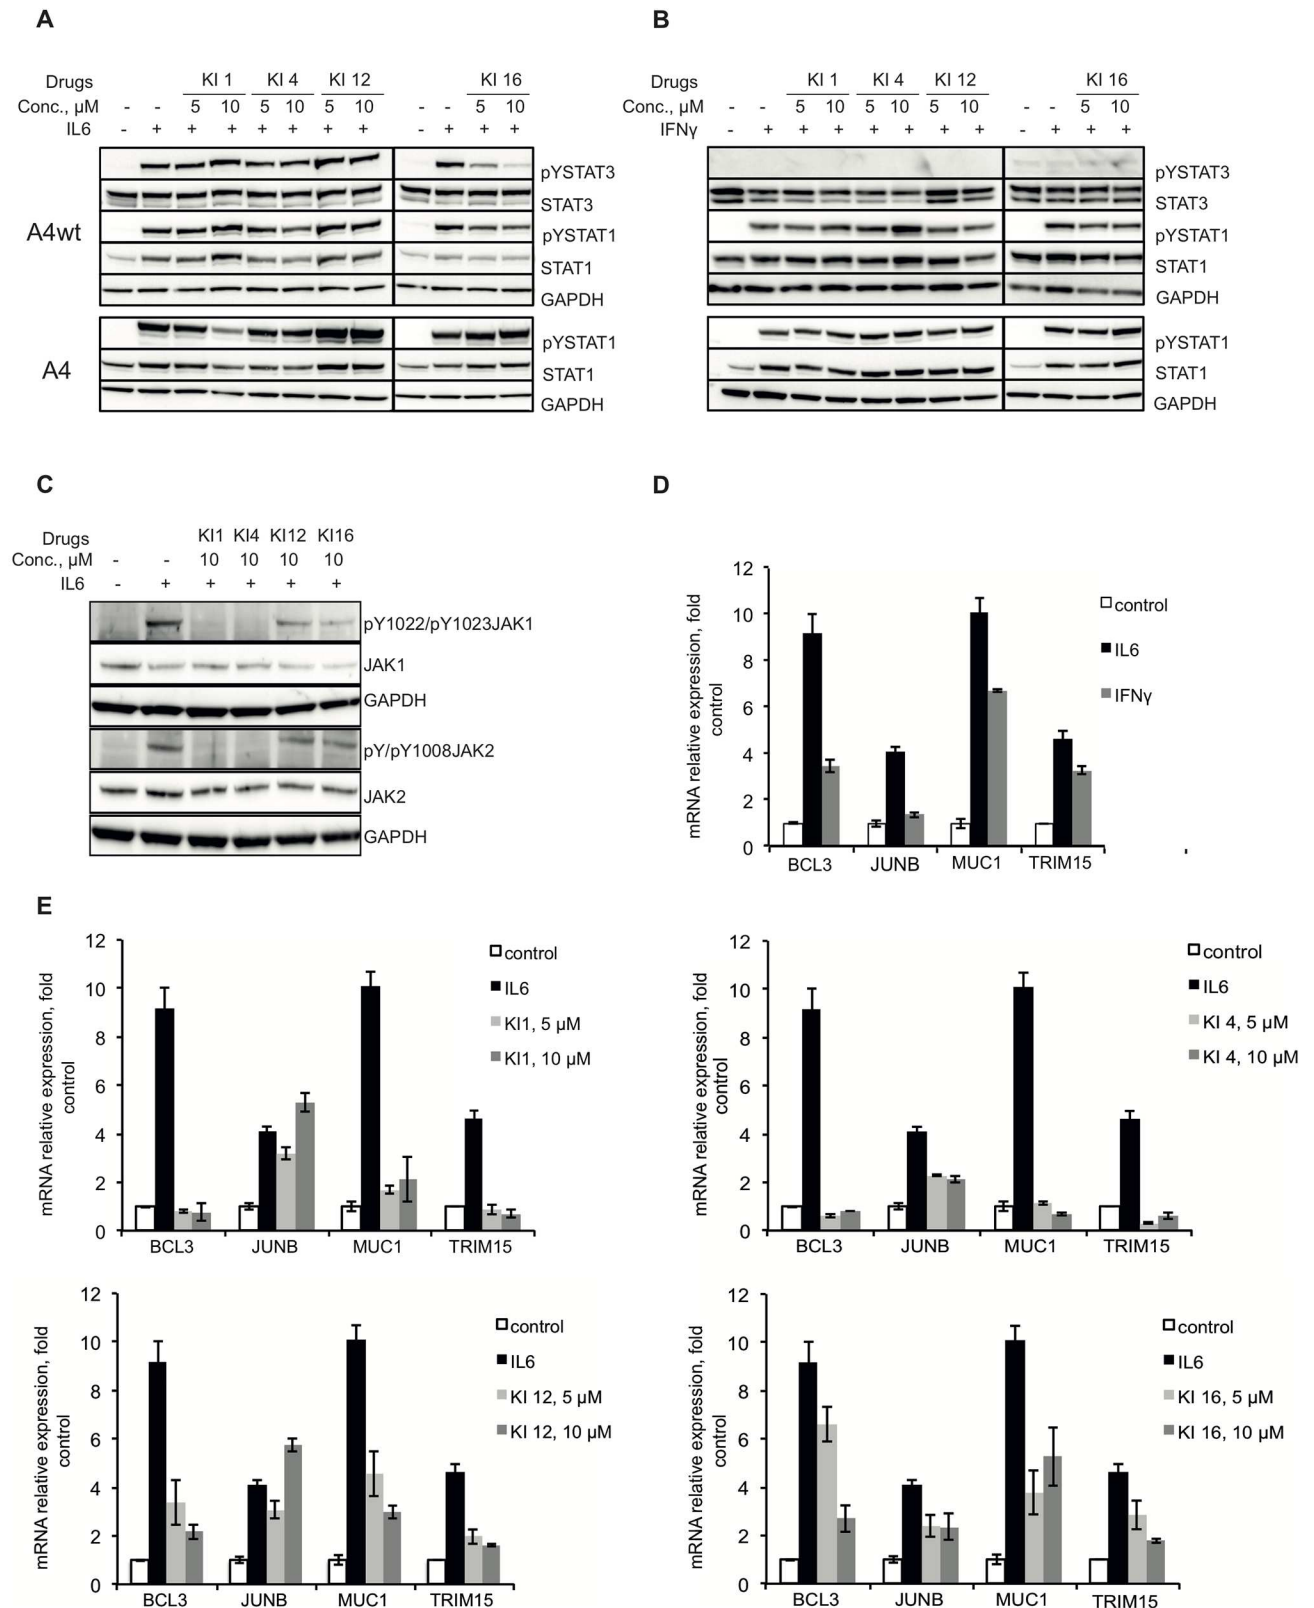 A
Drugs KI 1 KI 4 KI 12 KI 16
Conc., µM - - 5 10 5 10 5 10 - - 5 10
IL6 - + + + + + + + - + + +
pYSTAT3
STAT3
A4wt
pYSTAT1
STAT1
GAPDH
pYSTAT1
A4
STAT1
GAPDH
B
Drugs KI 1 KI 4 KI 12 KI 16
Conc., µM - - 5 10 5 10 5 10 - - 5 10
IFNγ - + + + + + + + - + + +
pYSTAT3
STAT3
pYSTAT1
STAT1
GAPDH
pYSTAT1
STAT1
GAPDH
C
Drugs KI1 KI4 KI12 KI16
Conc., µM - - 10 10 10 10
IL6 - + + + + +
pY1022/pY1023JAK1
JAK1
GAPDH
pY/pY1008JAK2
JAK2
GAPDH
D
mRNA relative expression, fold
control
12
10
8
6
4
2
0
BCL3 JUNB MUC1 TRIM15
control
IL6
IFNγ
E
mRNA relative expression, fold
control
12
10
8
6
4
2
0
BCL3 JUNB MUC1 TRIM15
control
IL6
KI1, 5 µM
KI1, 10 µM
mRNA relative expression, fold
control
12
10
8
6
4
2
0
BCL3 JUNB MUC1 TRIM15
control
IL6
KI 4, 5 µM
KI 4, 10 µM
mRNA relative expression, fold
control
12
10
8
6
4
2
0
BCL3 JUNB MUC1 TRIM15
control
IL6
KI 12, 5 µM
KI 12, 10 µM
mRNA relative expression, fold
control
12
10
8
6
4
2
0
BCL3 JUNB MUC1 TRIM15
control
IL6
KI 16, 5 µM
KI 16, 10 µM